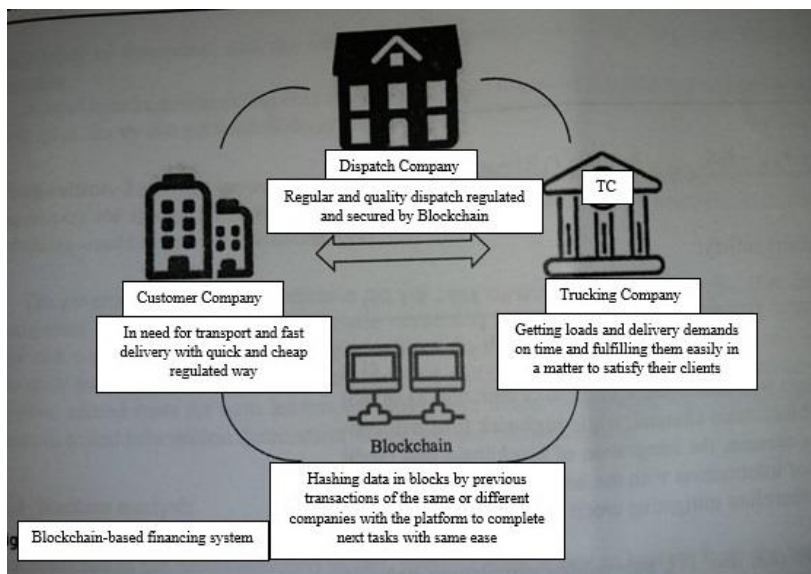 Dispatch Company
Regular and quality dispatch regulated
and secured by Blockchain
TC
Customer Company
In need for transport and fast
delivery with quick and cheap
regulated way
Trucking Company
Getting loads and delivery demands
on time and fulfilling them easily in
a matter to satisfy their clients
Blockchain
Hashing data in blocks by previous
transactions of the same or different
companies with the platform to complete
next tasks with same ease
Blockchain-based financing system